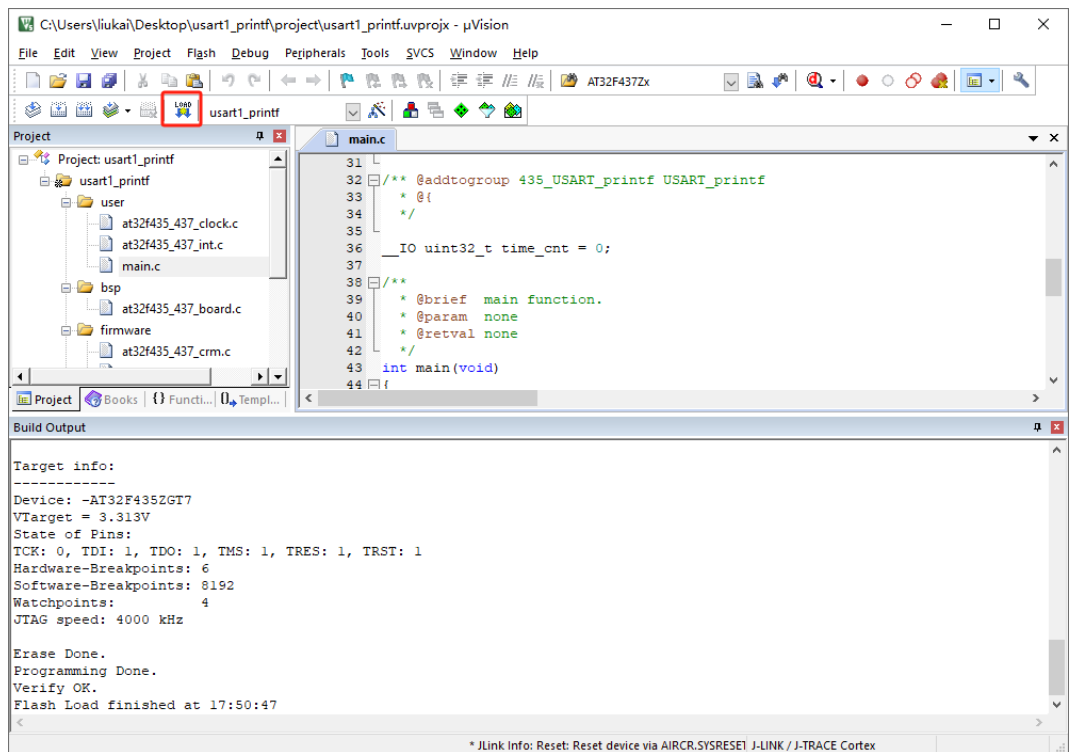 C:\Users\liukai\Desktop\usart1_printf\project\usart1_printf.uvprojx - µVision
File Edit View Project Flash Debug Peripherals Tools SVCS Window Help
AT32F437Zx
LOAD usart1_printf
Project
main.c
Project: usart1_printf
usart1_printf
user
at32f435_437_clock.c
at32f435_437_int.c
main.c
bsp
at32f435_437_board.c
firmware
at32f435_437_crm.c
Project Books {} Functi... Templ...
31
32 /** @addtogroup 435_USART_printf USART_printf
33 * @{
34 */
35
36 __IO uint32_t time_cnt = 0;
37
38 /**
39 * @brief main function.
40 * @param none
41 * @retval none
42 */
43 int main(void)
44 {
Build Output
Target info:
------------
Device: -AT32F435ZGT7
VTarget = 3.313V
State of Pins:
TCK: 0, TDI: 1, TDO: 1, TMS: 1, TRES: 1, TRST: 1
Hardware-Breakpoints: 6
Software-Breakpoints: 8192
Watchpoints: 4
JTAG speed: 4000 kHz
Erase Done.
Programming Done.
Verify OK.
Flash Load finished at 17:50:47
* JLink Info: Reset: Reset device via AIRCR.SYSRESET J-LINK / J-TRACE Cortex